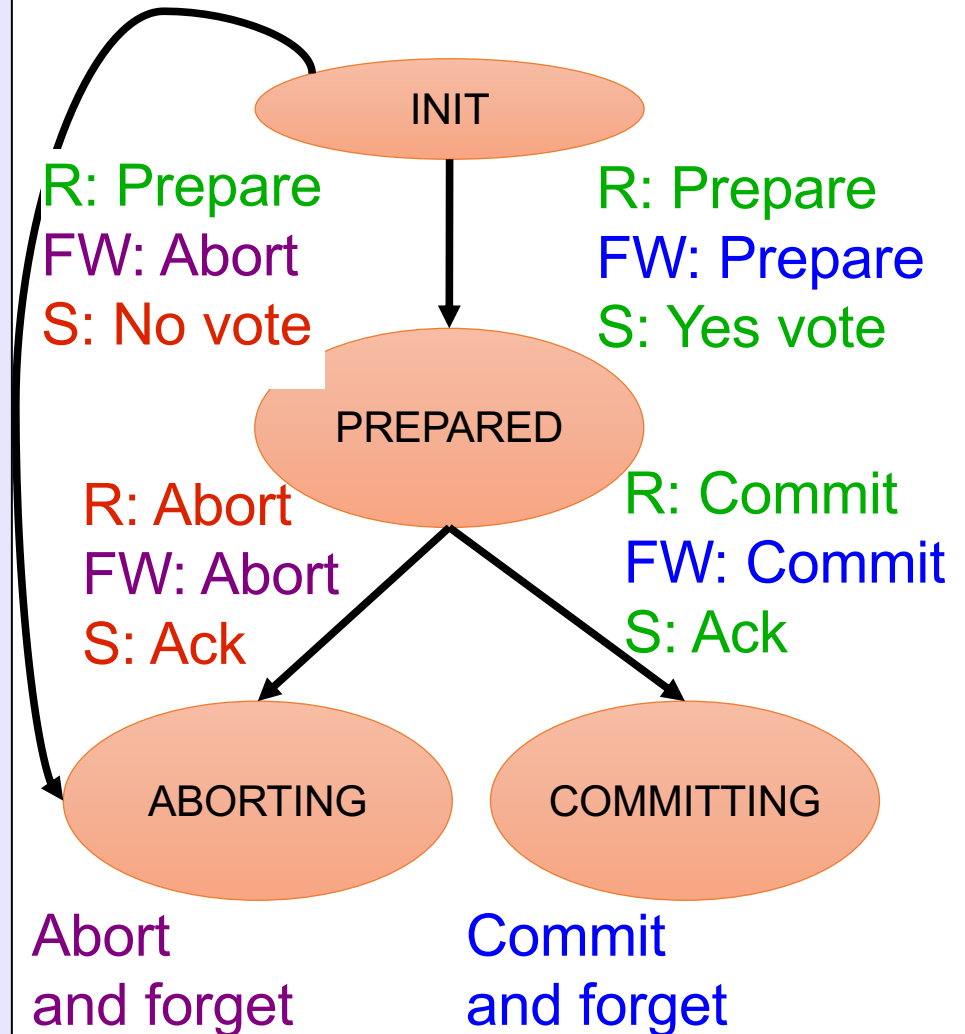 INIT
R: Prepare
FW: Abort
S: No vote
R: Prepare
FW: Prepare
S: Yes vote
PREPARED
R: Abort
FW: Abort
S: Ack
R: Commit
FW: Commit
S: Ack
ABORTING
COMMITTING
Abort
and forget
Commit
and forget